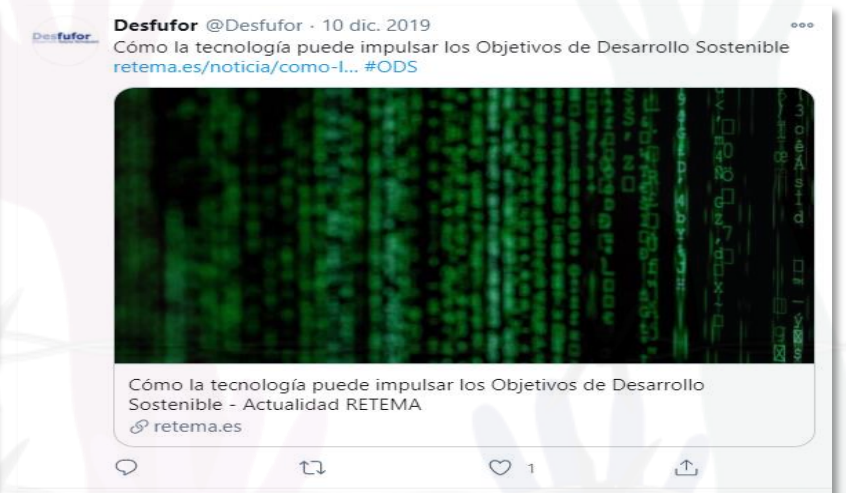 Desfufor
Desfufor @Desfufor · 10 dic. 2019
Cómo la tecnología puede impulsar los Objetivos de Desarrollo Sostenible
retema.es/noticia/como-l... #ODS
Cómo la tecnología puede impulsar los Objetivos de Desarrollo
Sostenible - Actualidad RETEMA
retema.es
1